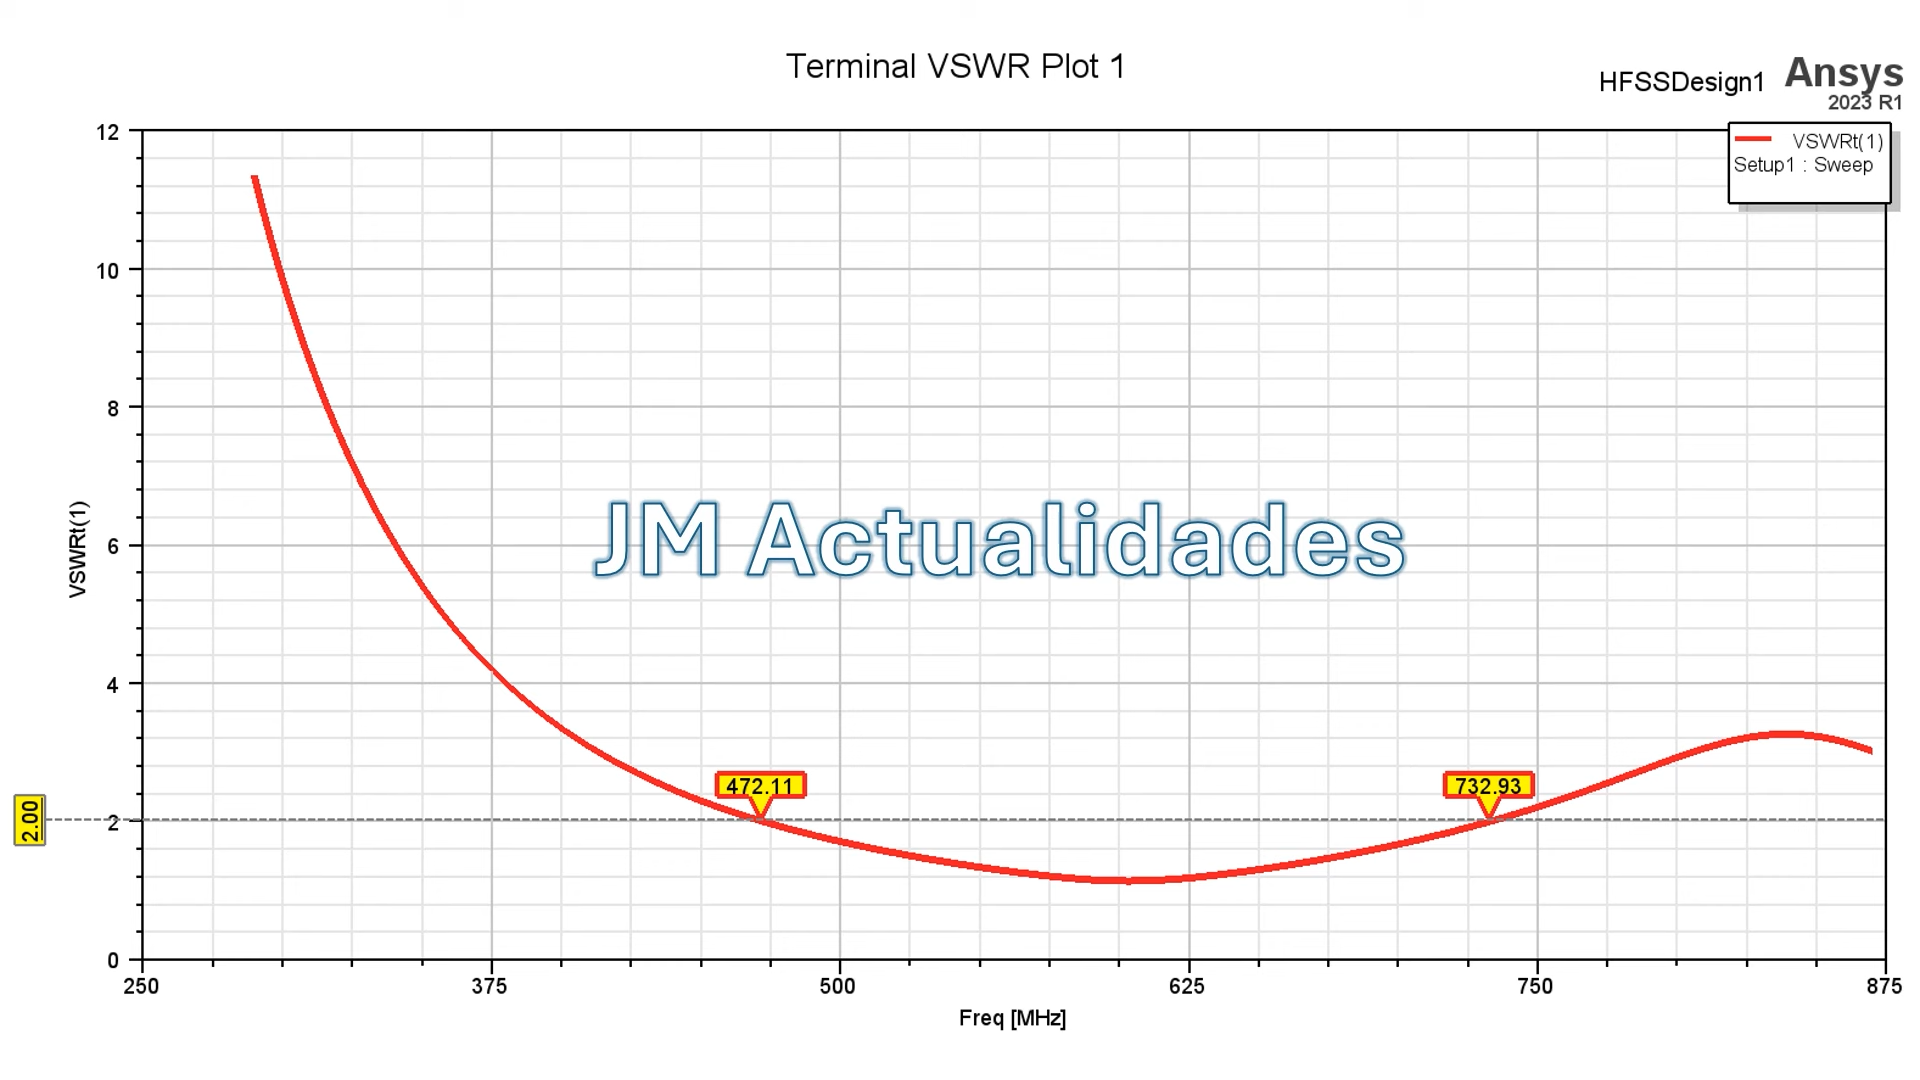 Terminal VSWR Plot 1
HFSSDesign1
Ansys
2023 R1
VSWRt(1)
Setup1 : Sweep
12
10
8
6
4
2
0
VSWRt(1)
2.00
JM Actualidades
472.11
732.93
250
375
500
625
750
875
Freq [MHz]